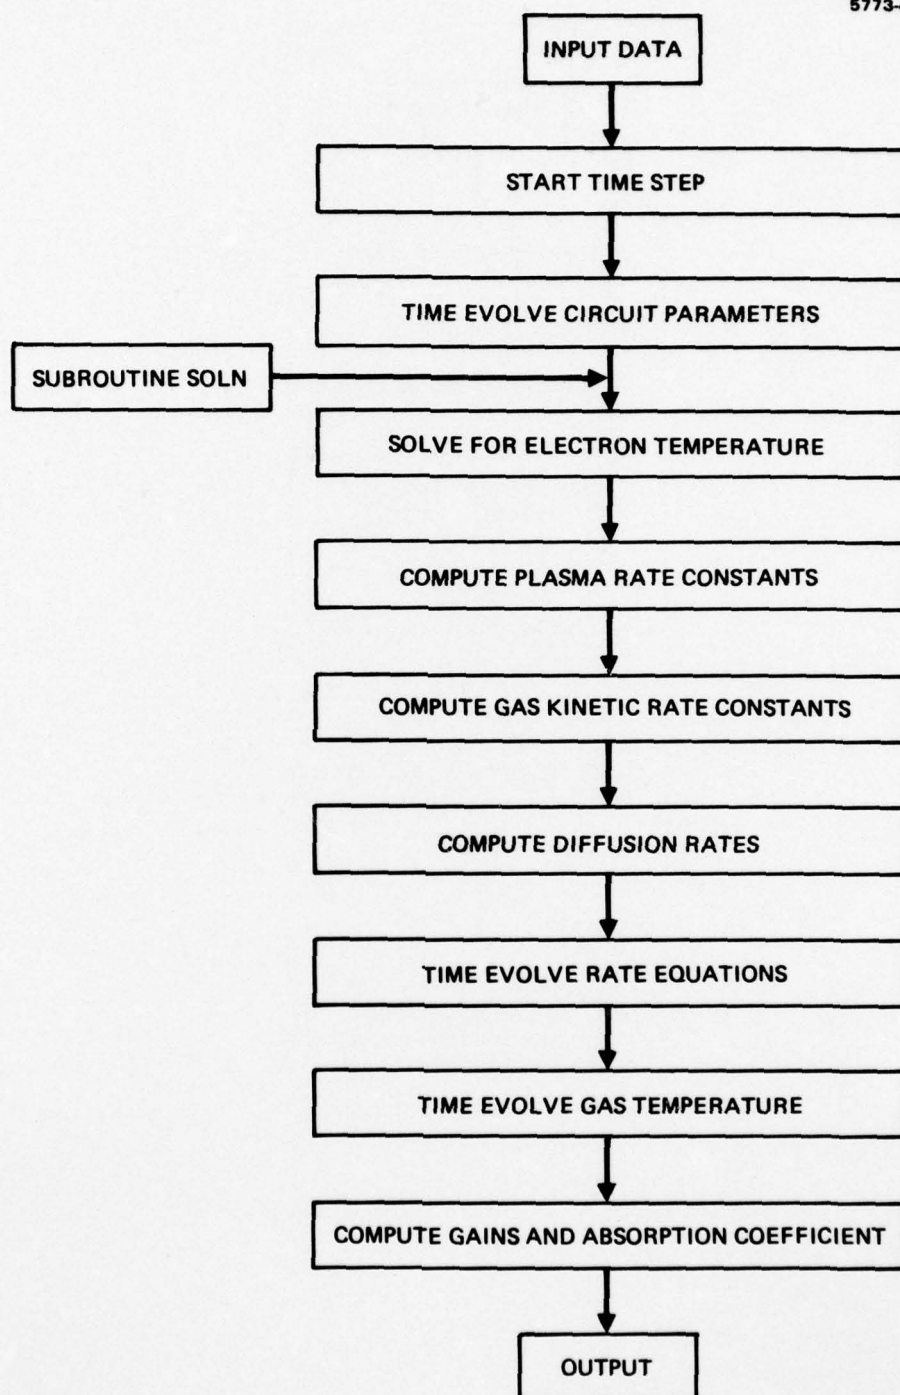 5773-
INPUT DATA
START TIME STEP
TIME EVOLVE CIRCUIT PARAMETERS
SUBROUTINE SOLN
SOLVE FOR ELECTRON TEMPERATURE
COMPUTE PLASMA RATE CONSTANTS
COMPUTE GAS KINETIC RATE CONSTANTS
COMPUTE DIFFUSION RATES
TIME EVOLVE RATE EQUATIONS
TIME EVOLVE GAS TEMPERATURE
COMPUTE GAINS AND ABSORPTION COEFFICIENT
OUTPUT